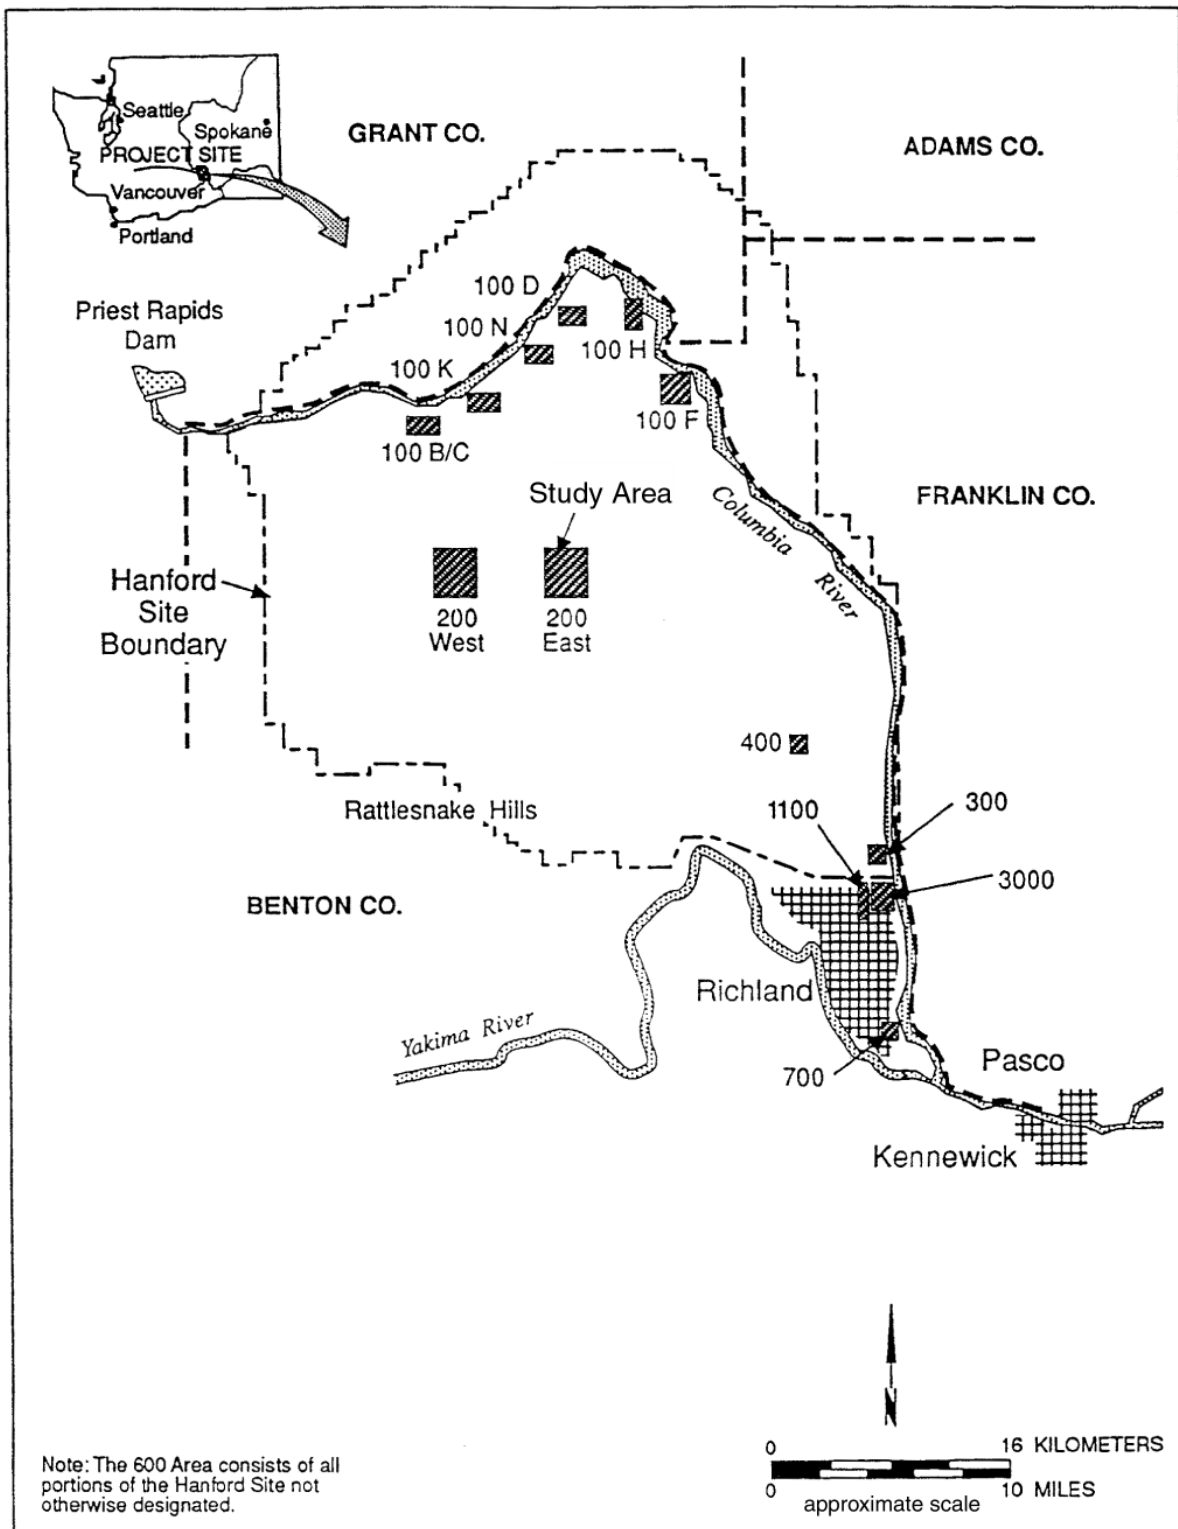 Seattle
Spokane
PROJECT SITE
Vancouver
Portland
GRANT CO.
ADAMS CO.
Priest Rapids
Dam
100 D
100 N
100 H
100 K
100 F
100 B/C
Study Area
FRANKLIN CO.
Columbia
River
Hanford
Site
Boundary
200
West
200
East
400
Rattlesnake Hills
1100
300
3000
BENTON CO.
Richland
Yakima River
700
Pasco
Kennewick
N
0
16 KILOMETERS
0
10 MILES
approximate scale
Note: The 600 Area consists of all
portions of the Hanford Site not
otherwise designated.